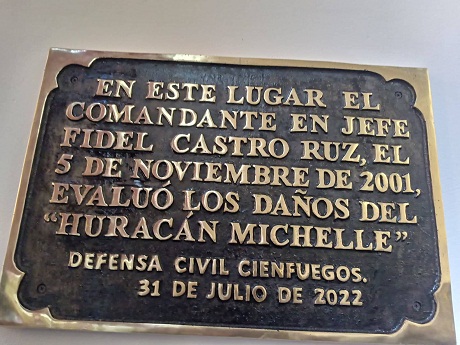 EN ESTE LUGAR EL
COMANDANTE EN JEFE
FIDEL CASTRO RUZ, EL
5 DE NOVIEMBRE DE 2001,
EVALUÓ LOS DAÑOS DEL
“HURACÁN MICHELLE”
DEFENSA CIVIL CIENFUEGOS.
31 DE JULIO DE 2022